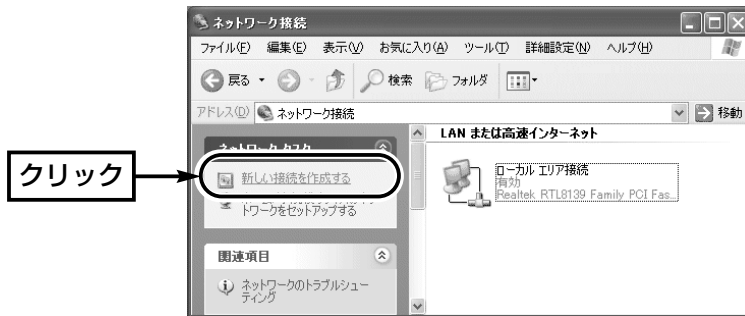 ネットワーク接続
ファイル(F) 編集(E) 表示(V) お気に入り(A) ツール(T) 詳細設定(N) ヘルプ(H)
戻る 検索 フォルダ
アドレス(D) ネットワーク接続 移動
ネットワーク タスク
新しい接続を作成する
トワークをセットアップする
関連項目
ネットワークのトラブルシュー
ティング
LAN または高速インターネット
ローカル エリア接続
有効
Realtek RTL8139 Family PCI Fas...
クリック